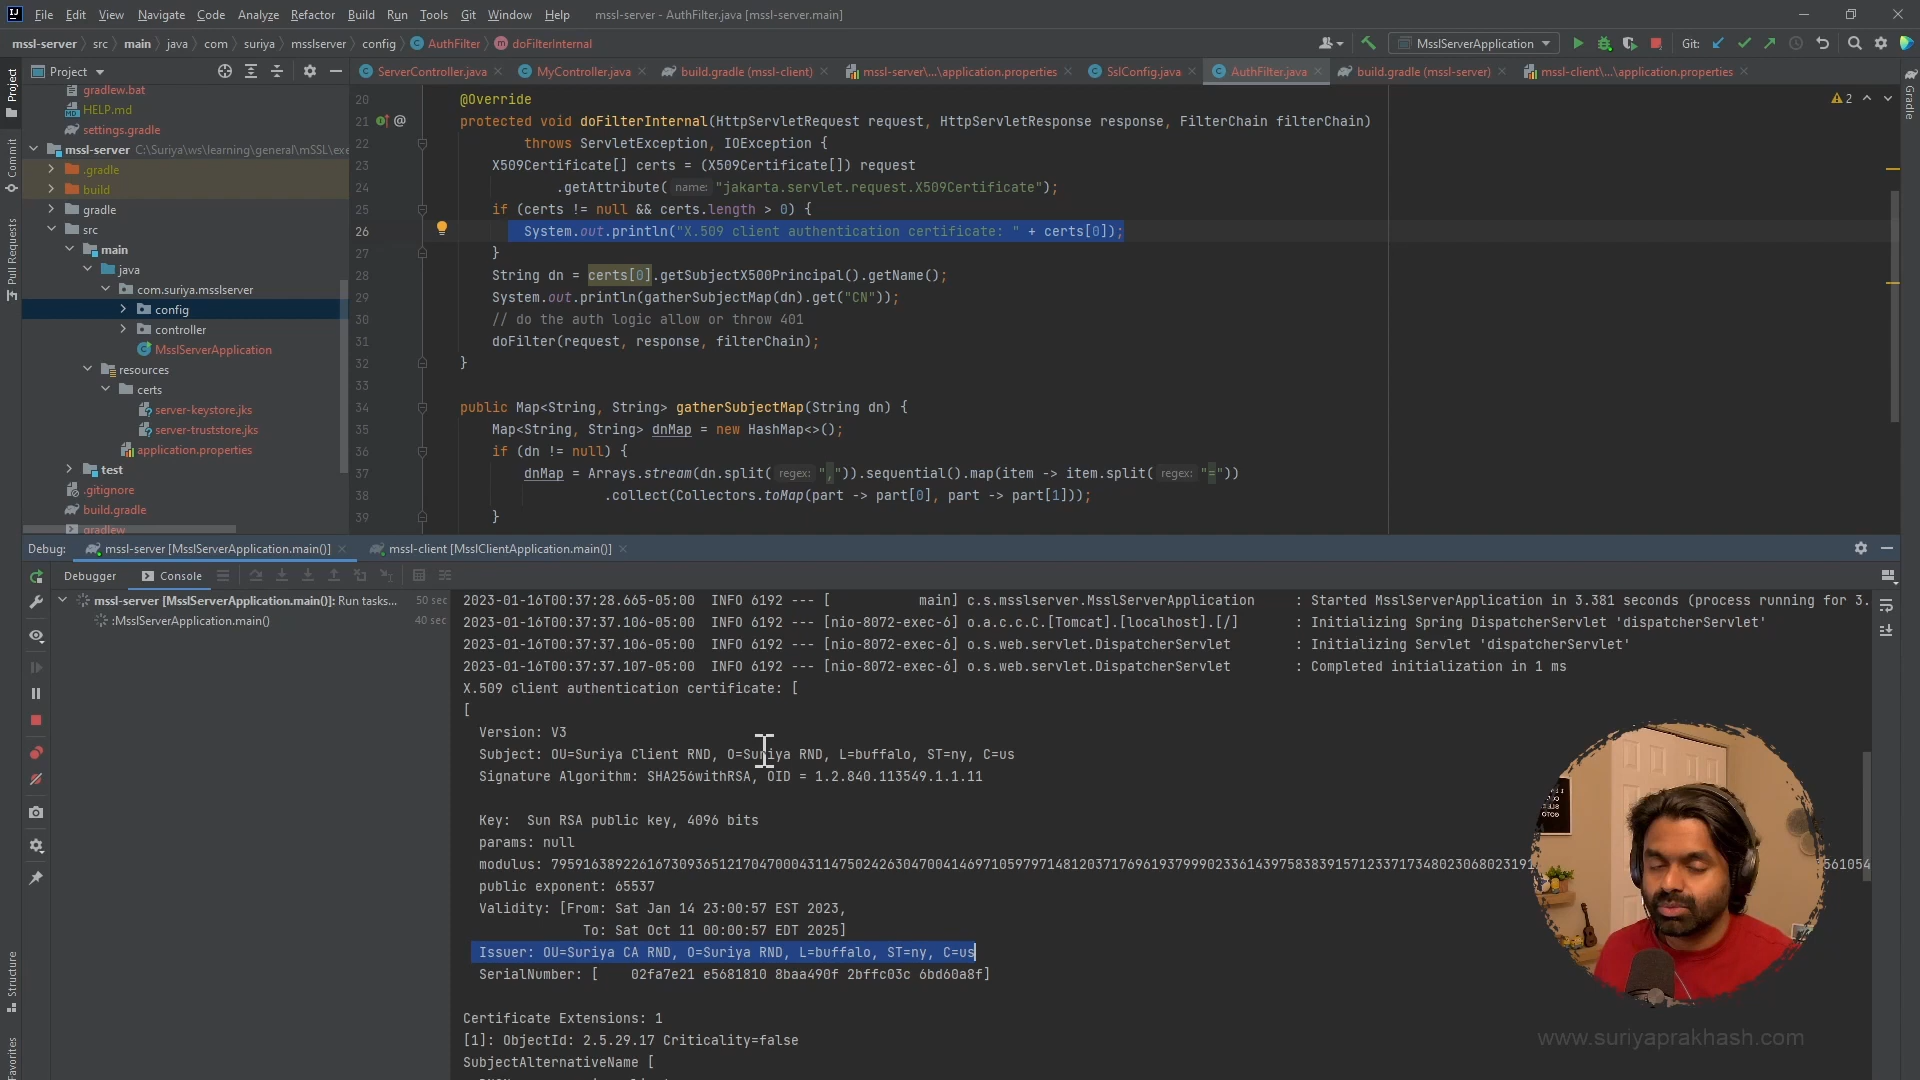 File Edit View Navigate Code Analyze Refactor Build Run Tools Git Window Help mssl-server - AuthFilter.java [mssl-server.main]
mssl-server src main java com suriya msslserver config AuthFilter doFilterInternal MsslServerApplication Git:
Project
ServerController.java MyController.java build.gradle (mssl-client) mssl-server\...\application.properties SslConfig.java AuthFilter.java build.gradle (mssl-server) mssl-client\...\application.properties
Project
Commit
Pull Requests
Structure
Favorites
Gradle
gradlew.bat
HELP.md
settings.gradle
mssl-server C:\Suriya\ws\learning\general\mSSL\exe
.gradle
build
gradle
src
main
java
com.suriya.msslserver
config
controller
MsslServerApplication
resources
certs
server-keystore.jks
server-truststore.jks
application.properties
test
.gitignore
build.gradle
gradlew
2
20 @Override
21 @ protected void doFilterInternal(HttpServletRequest request, HttpServletResponse response, FilterChain filterChain)
22 throws ServletException, IOException {
23 X509Certificate[] certs = (X509Certificate[]) request
24 .getAttribute( name: "jakarta.servlet.request.X509Certificate");
25 if (certs != null && certs.length > 0) {
26 System.out.println("X.509 client authentication certificate: " + certs[0]);
27 }
28 String dn = certs[0].getSubjectX500Principal().getName();
29 System.out.println(gatherSubjectMap(dn).get("CN"));
30 // do the auth logic allow or throw 401
31 doFilter(request, response, filterChain);
32 }
33
34 public Map<String, String> gatherSubjectMap(String dn) {
35 Map<String, String> dnMap = new HashMap<>();
36 if (dn != null) {
37 dnMap = Arrays.stream(dn.split( regex: ",")).sequential().map(item -> item.split( regex: "="))
38 .collect(Collectors.toMap(part -> part[0], part -> part[1]));
39 }
Debug: mssl-server [MsslServerApplication.main()] mssl-client [MsslClientApplication.main()]
Debugger Console
mssl-server [MsslServerApplication.main()]: Run tasks... 50 sec
:MsslServerApplication.main() 40 sec
2023-01-16T00:37:28.665-05:00 INFO 6192 --- [ main] c.s.msslserver.MsslServerApplication : Started MsslServerApplication in 3.381 seconds (process running for 3.
2023-01-16T00:37:37.106-05:00 INFO 6192 --- [nio-8072-exec-6] o.a.c.c.C.[Tomcat].[localhost].[/] : Initializing Spring DispatcherServlet 'dispatcherServlet'
2023-01-16T00:37:37.106-05:00 INFO 6192 --- [nio-8072-exec-6] o.s.web.servlet.DispatcherServlet : Initializing Servlet 'dispatcherServlet'
2023-01-16T00:37:37.107-05:00 INFO 6192 --- [nio-8072-exec-6] o.s.web.servlet.DispatcherServlet : Completed initialization in 1 ms
X.509 client authentication certificate: [
[
Version: V3
Subject: OU=Suriya Client RND, O=Suriya RND, L=buffalo, ST=ny, C=us
Signature Algorithm: SHA256withRSA, OID = 1.2.840.113549.1.1.11
Key: Sun RSA public key, 4096 bits
params: null
modulus:
public exponent: 65537
Validity: [From: Sat Jan 14 23:00:57 EST 2023,
To: Sat Oct 11 00:00:57 EDT 2025]
Issuer: OU=Suriya CA RND, O=Suriya RND, L=buffalo, ST=ny, C=us
SerialNumber: [ 02fa7e21 e5681810 8baa490f 2bffc03c 6bd60a8f]
Certificate Extensions: 1
[1]: ObjectId: 2.5.29.17 Criticality=false
SubjectAlternativeName [
www.suriyaprakhash.com